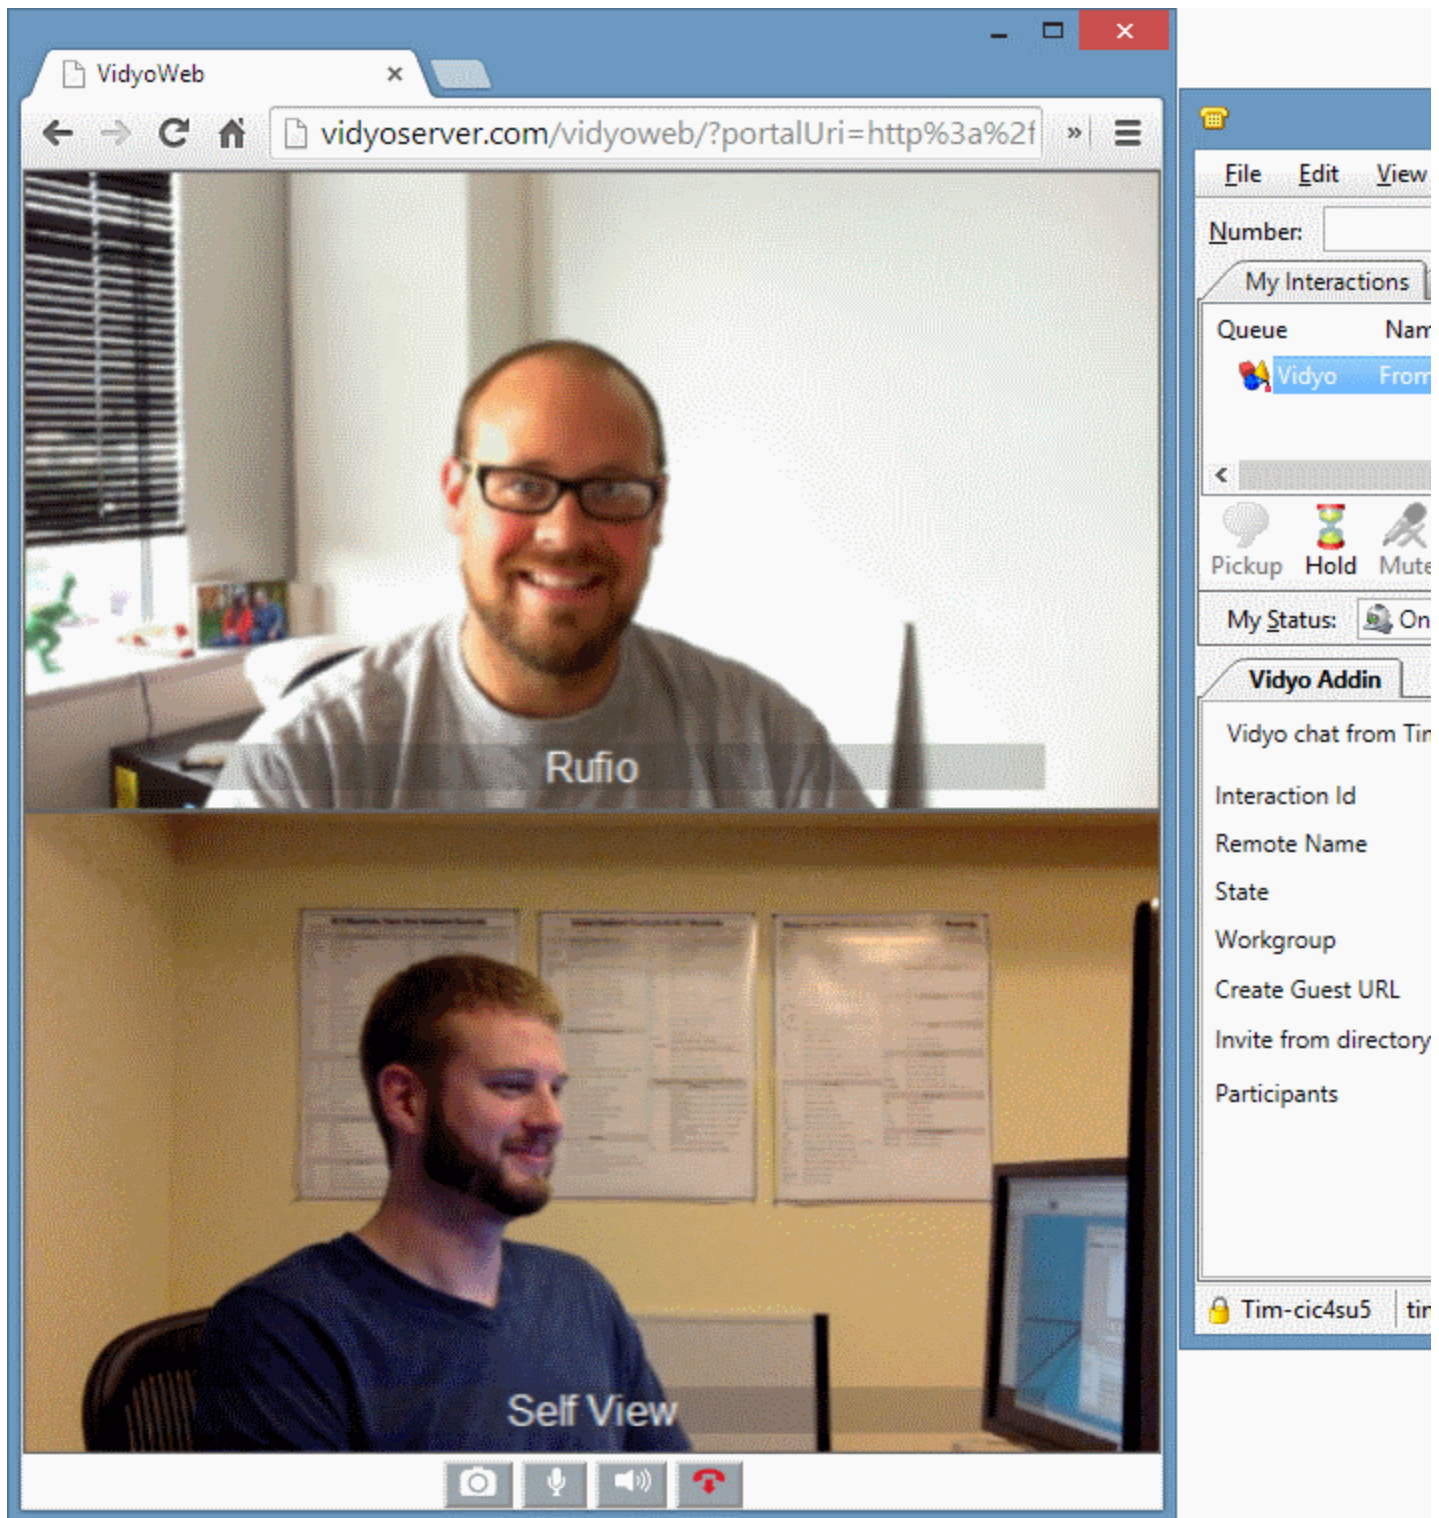 VidyoWeb
vidyoserver.com/vidyoweb/?portalUri=http%3a%2f
»
Rufio
Self View
File Edit View
Number:
My Interactions
Queue Nam
Vidyo From
Pickup Hold Mute
My Status: On
Vidyo Addin
Vidyo chat from Tim
Interaction Id
Remote Name
State
Workgroup
Create Guest URL
Invite from directory
Participants
Tim-cic4su5 tim